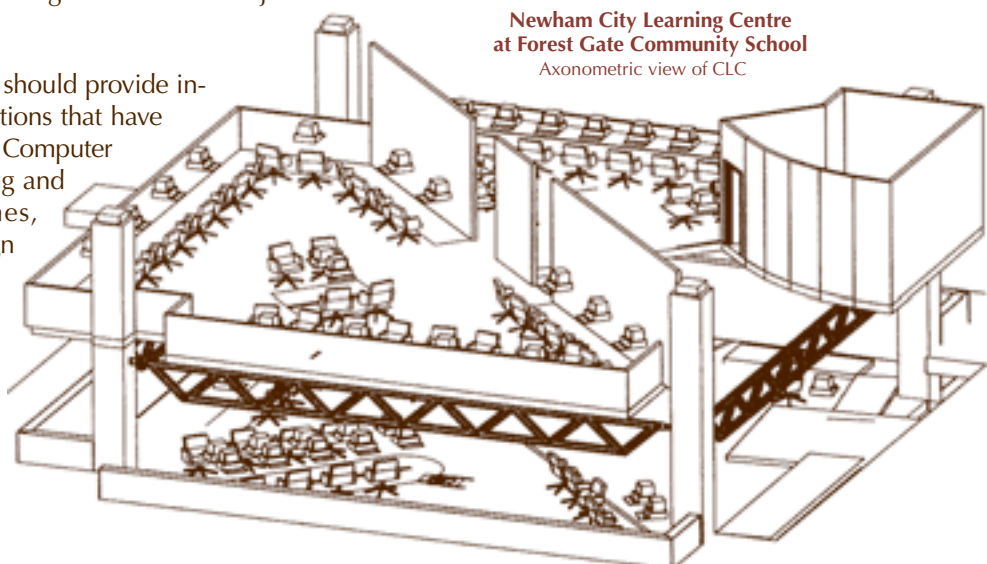 Newham City Learning Centre
at Forest Gate Community School
Axonometric view of CLC
should provide in-
tions that have
Computer
g and
nes,
n